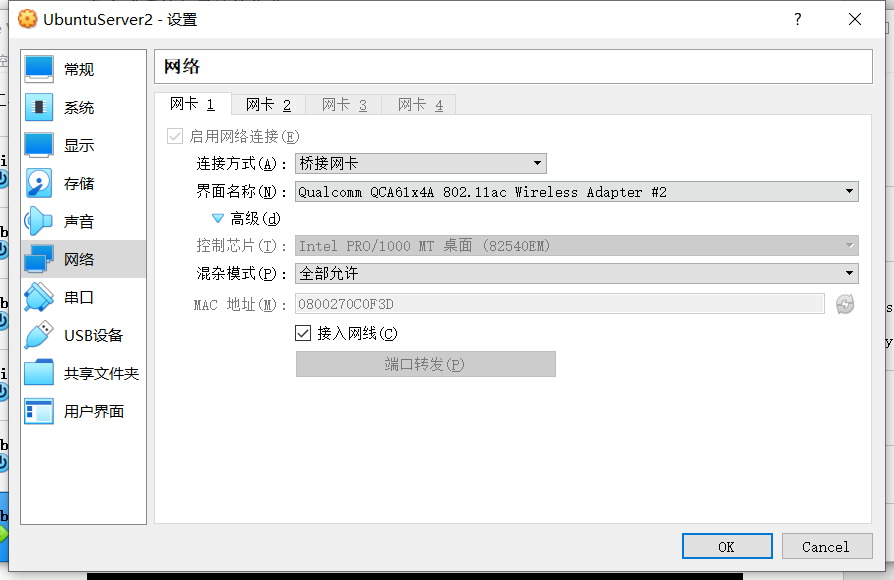 UbuntuServer2 - 设置
?
常规
系统
显示
存储
声音
网络
串口
USB设备
共享文件夹
用户界面
网络
网卡 1
网卡 2
网卡 3
网卡 4
启用网络连接(E)
连接方式(A)： 桥接网卡
界面名称(N)： Qualcomm QCA61x4A 802.11ac Wireless Adapter #2
高级(d)
控制芯片(T)： Intel PRO/1000 MT 桌面 (82540EM)
混杂模式(P)： 全部允许
MAC 地址(M)： 0800270C0F3D
接入网线(C)
端口转发(P)
OK
Cancel